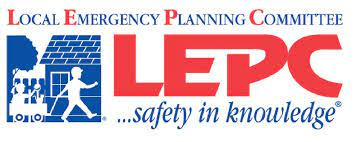 LOCAL EMERGENCY PLANNING COMMITTEE
LEPC
...safety in knowledge®